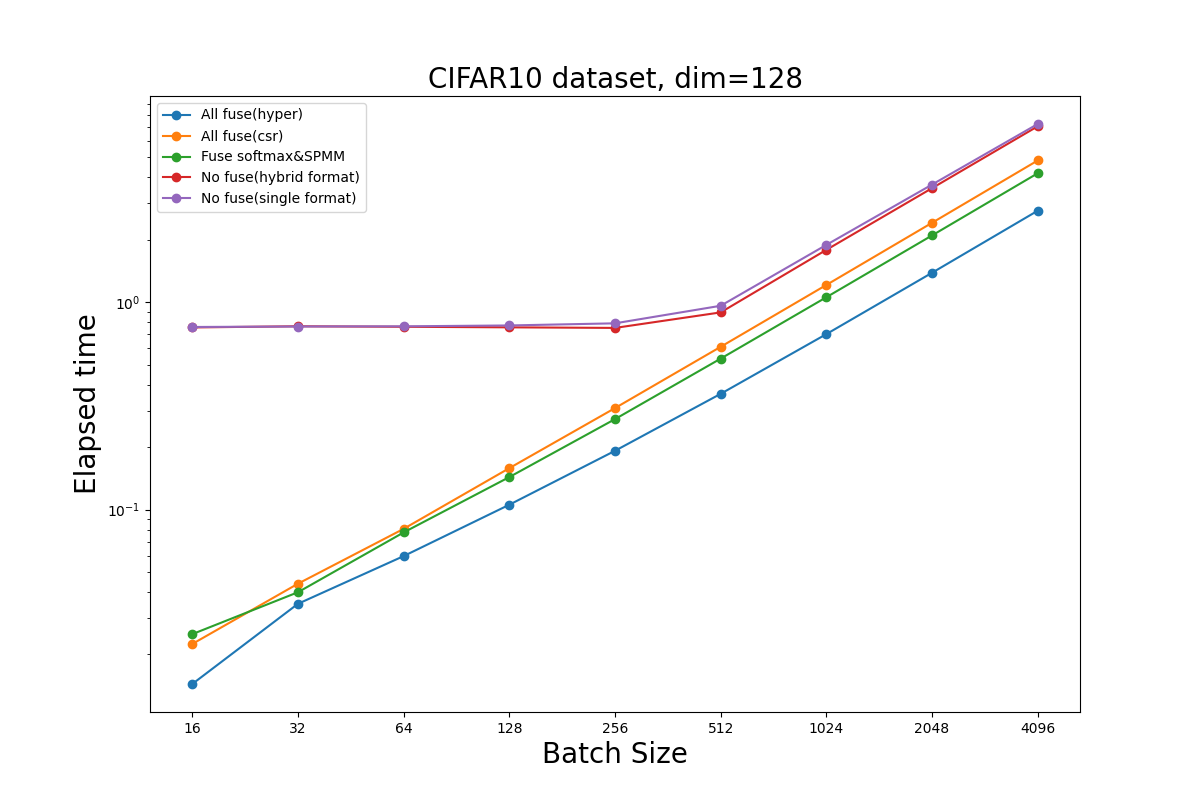 CIFAR10 dataset, dim=128
All fuse(hyper)
All fuse(csr)
Fuse softmax&SPMM
No fuse(hybrid format)
No fuse(single format)
Elapsed time
10⁰
10⁻¹
16 32 64 128 256 512 1024 2048 4096
Batch Size